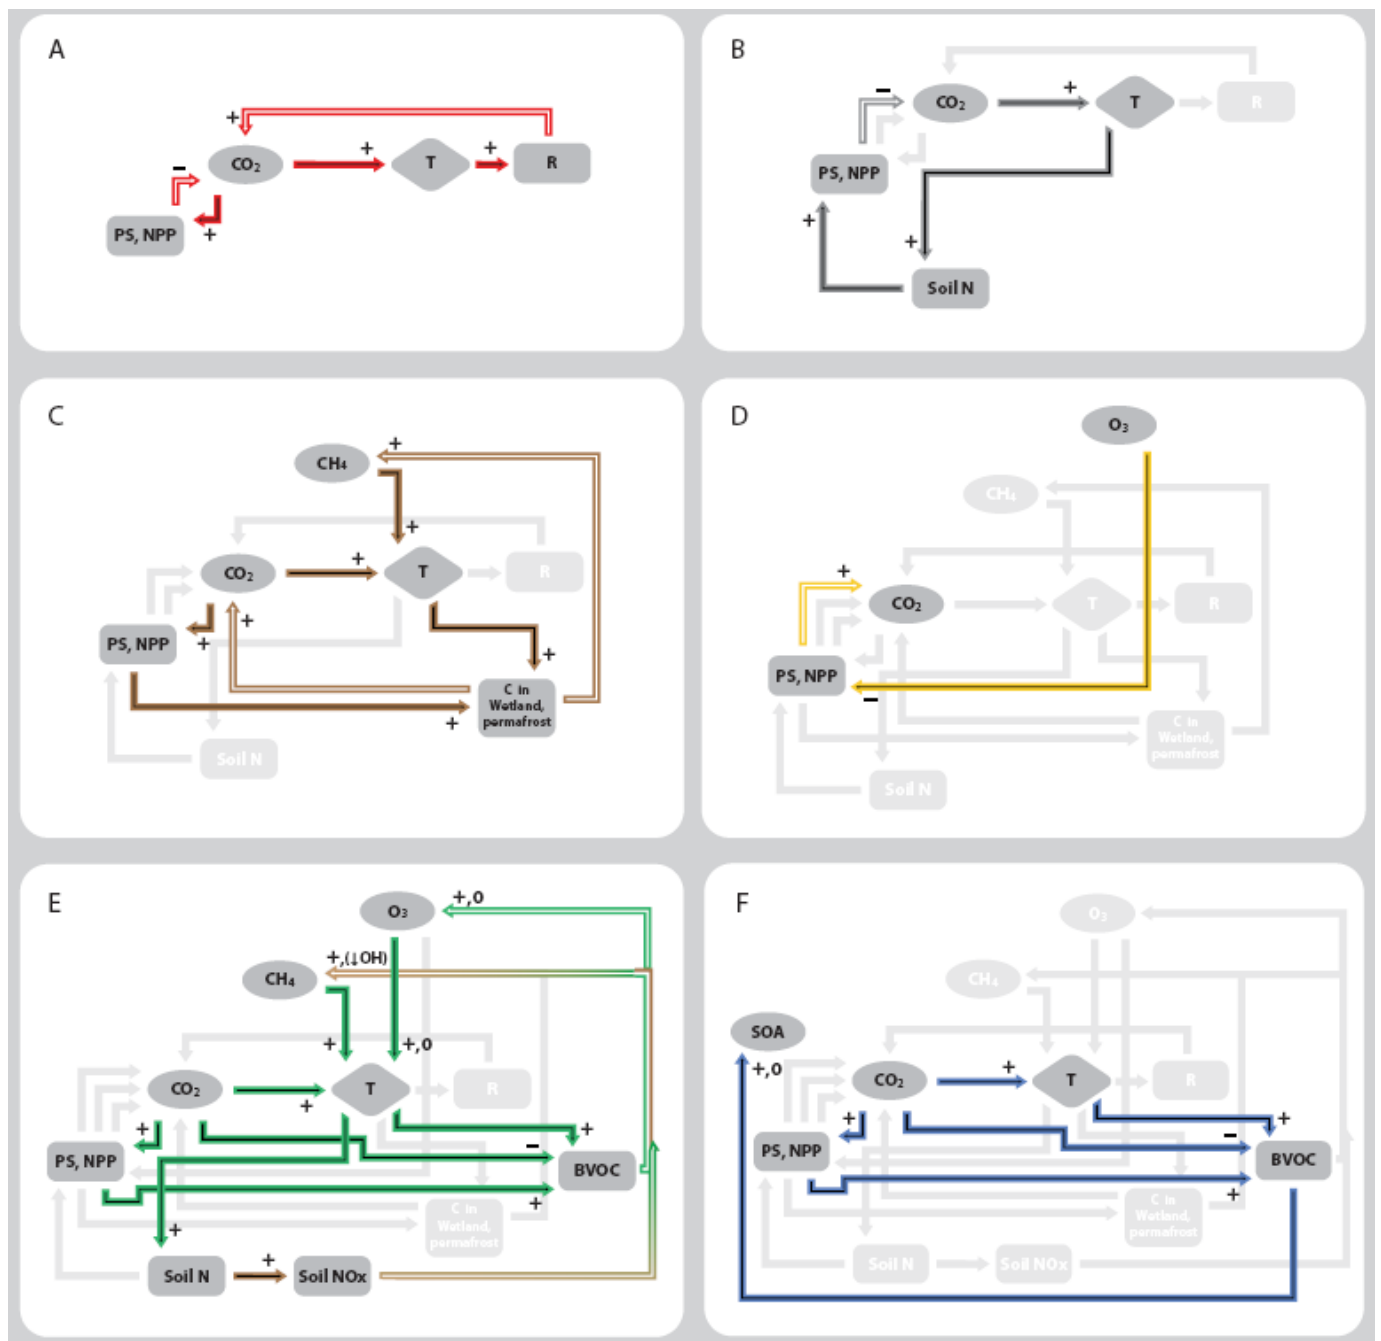 A
+
CO₂
+
T
+
R
−
PS, NPP
+
B
−
CO₂
+
T
R
PS, NPP
+
+
Soil N
C
CH₄
+
+
CO₂
+
T
R
PS, NPP
+
+
+
C in
Wetland,
permafrost
+
Soil N
D
O₃
CH₄
+
CO₂
T
R
PS, NPP
−
C in
Wetland,
permafrost
Soil N
E
O₃
+,0
+,(↓OH)
CH₄
+
+,0
CO₂
+
T
R
+
+
−
PS, NPP
BVOC
+
C in
Wetland,
permafrost
+
Soil N
+
Soil NOx
F
O₃
CH₄
SOA
+,0
CO₂
+
T
R
+
+
−
PS, NPP
BVOC
+
C in
Wetland,
permafrost
Soil N
Soil NOx